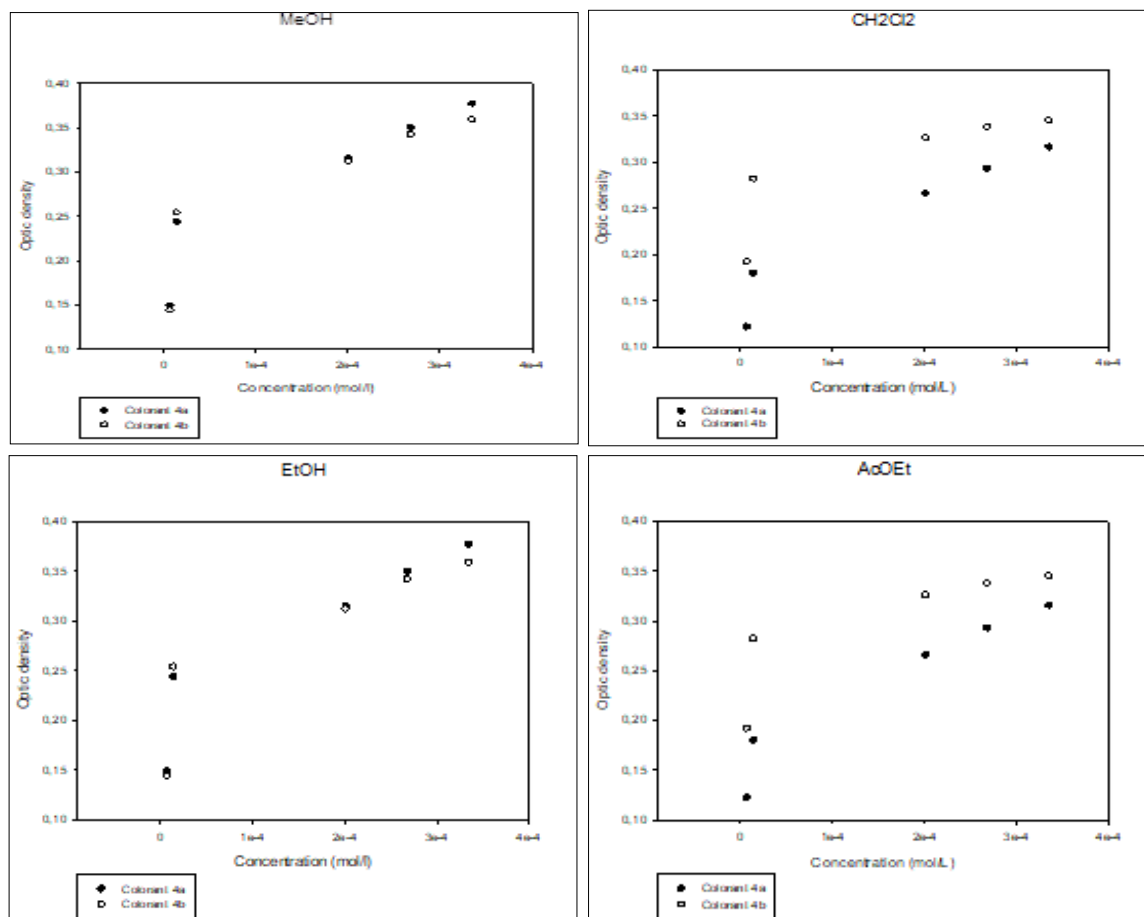 MeOH
0,40
0,35
0,30
0,25
0,20
0,15
0,10
Optic density
0 1e-4 2e-4 3e-4 4e-4
Concentration (mol/l)
Colorant 4a
Colorant 4b
CH2Cl2
0,40
0,35
0,30
0,25
0,20
0,15
0,10
Optic density
0 1e-4 2e-4 3e-4 4e-4
Concentration (mol/L)
Colorant 4a
Colorant 4b
EtOH
0,40
0,35
0,30
0,25
0,20
0,15
0,10
Optic density
0 1e-4 2e-4 3e-4 4e-4
Concentration (mol/l)
Colorant 4a
Colorant 4b
AcOEt
0,40
0,35
0,30
0,25
0,20
0,15
0,10
Optic density
0 1e-4 2e-4 3e-4 4e-4
Concentration (mol/L)
Colorant 4a
Colorant 4b